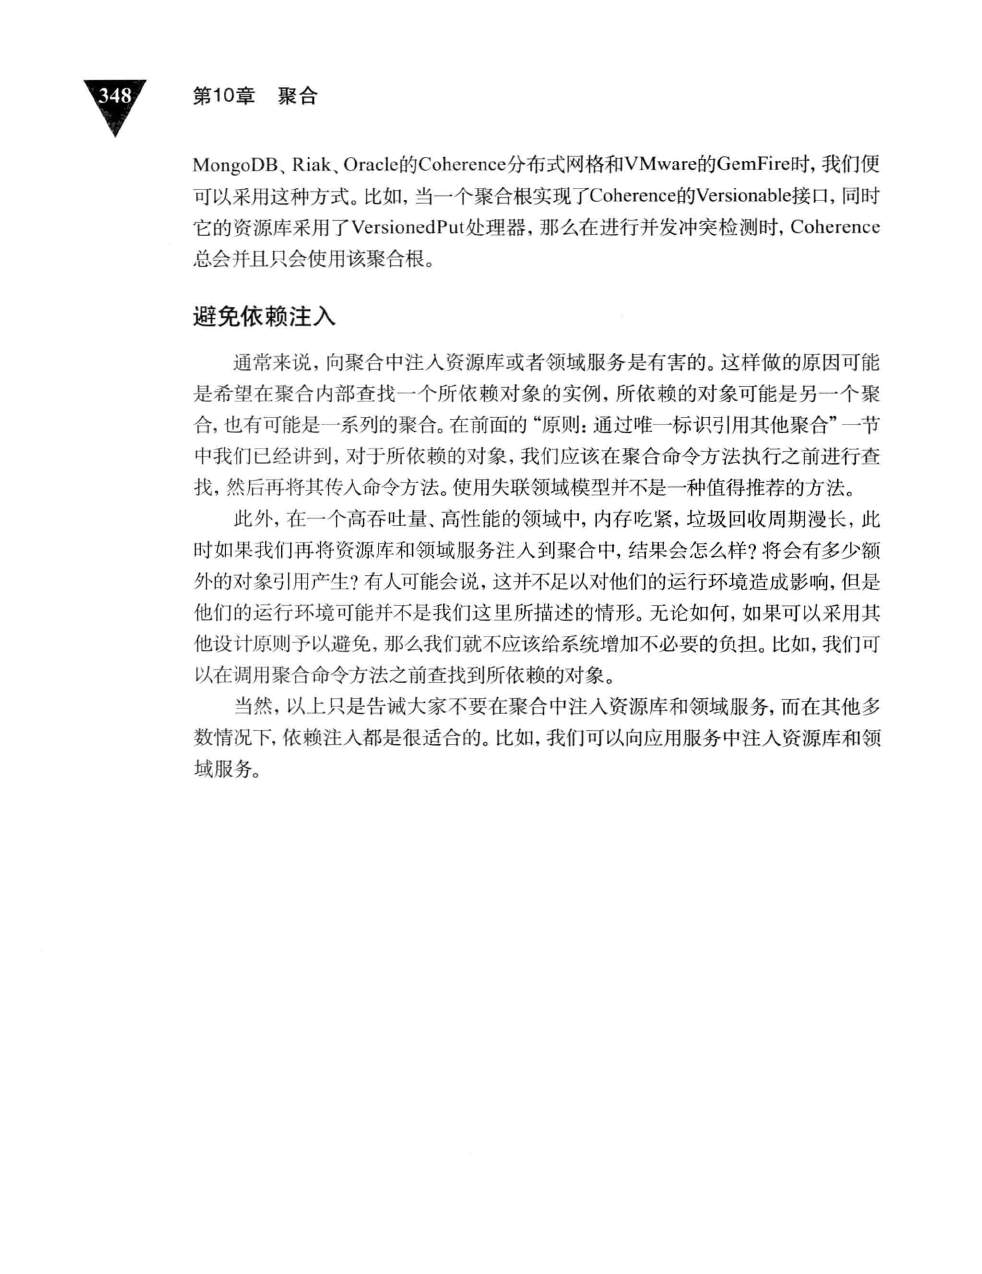 348
第10章 聚合
MongoDB、Riak、Oracle的Coherence分布式网格和VMware的GemFire时,我们便
可以采用这种方式。比如,当一个聚合根实现了Coherence的Versionable接口,同时
它的资源库采用了VersionedPut处理器,那么在进行并发冲突检测时,Coherence
总会并且只会使用该聚合根。
避免依赖注入
通常来说,向聚合中注入资源库或者领域服务是有害的。这样做的原因可能
是希望在聚合内部查找一个所依赖对象的实例,所依赖的对象可能是另一个聚
合,也有可能是一系列的聚合。在前面的“原则:通过唯一标识引用其他聚合”一节
中我们已经讲到,对于所依赖的对象,我们应该在聚合命令方法执行之前进行查
找,然后再将其传入命令方法。使用失联领域模型并不是一种值得推荐的方法。
此外,在一个高吞吐量、高性能的领域中,内存吃紧,垃圾回收周期漫长,此
时如果我们再将资源库和领域服务注入到聚合中,结果会怎么样?将会有多少额
外的对象引用产生?有人可能会说,这并不足以对他们的运行环境造成影响,但是
他们的运行环境可能并不是我们这里所描述的情形。无论如何,如果可以采用其
他设计原则予以避免,那么我们就不应该给系统增加不必要的负担。比如,我们可
以在调用聚合命令方法之前查找到所依赖的对象。
当然,以上只是告诫大家不要在聚合中注入资源库和领域服务,而在其他多
数情况下,依赖注入都是很适合的。比如,我们可以向应用服务中注入资源库和领
域服务。